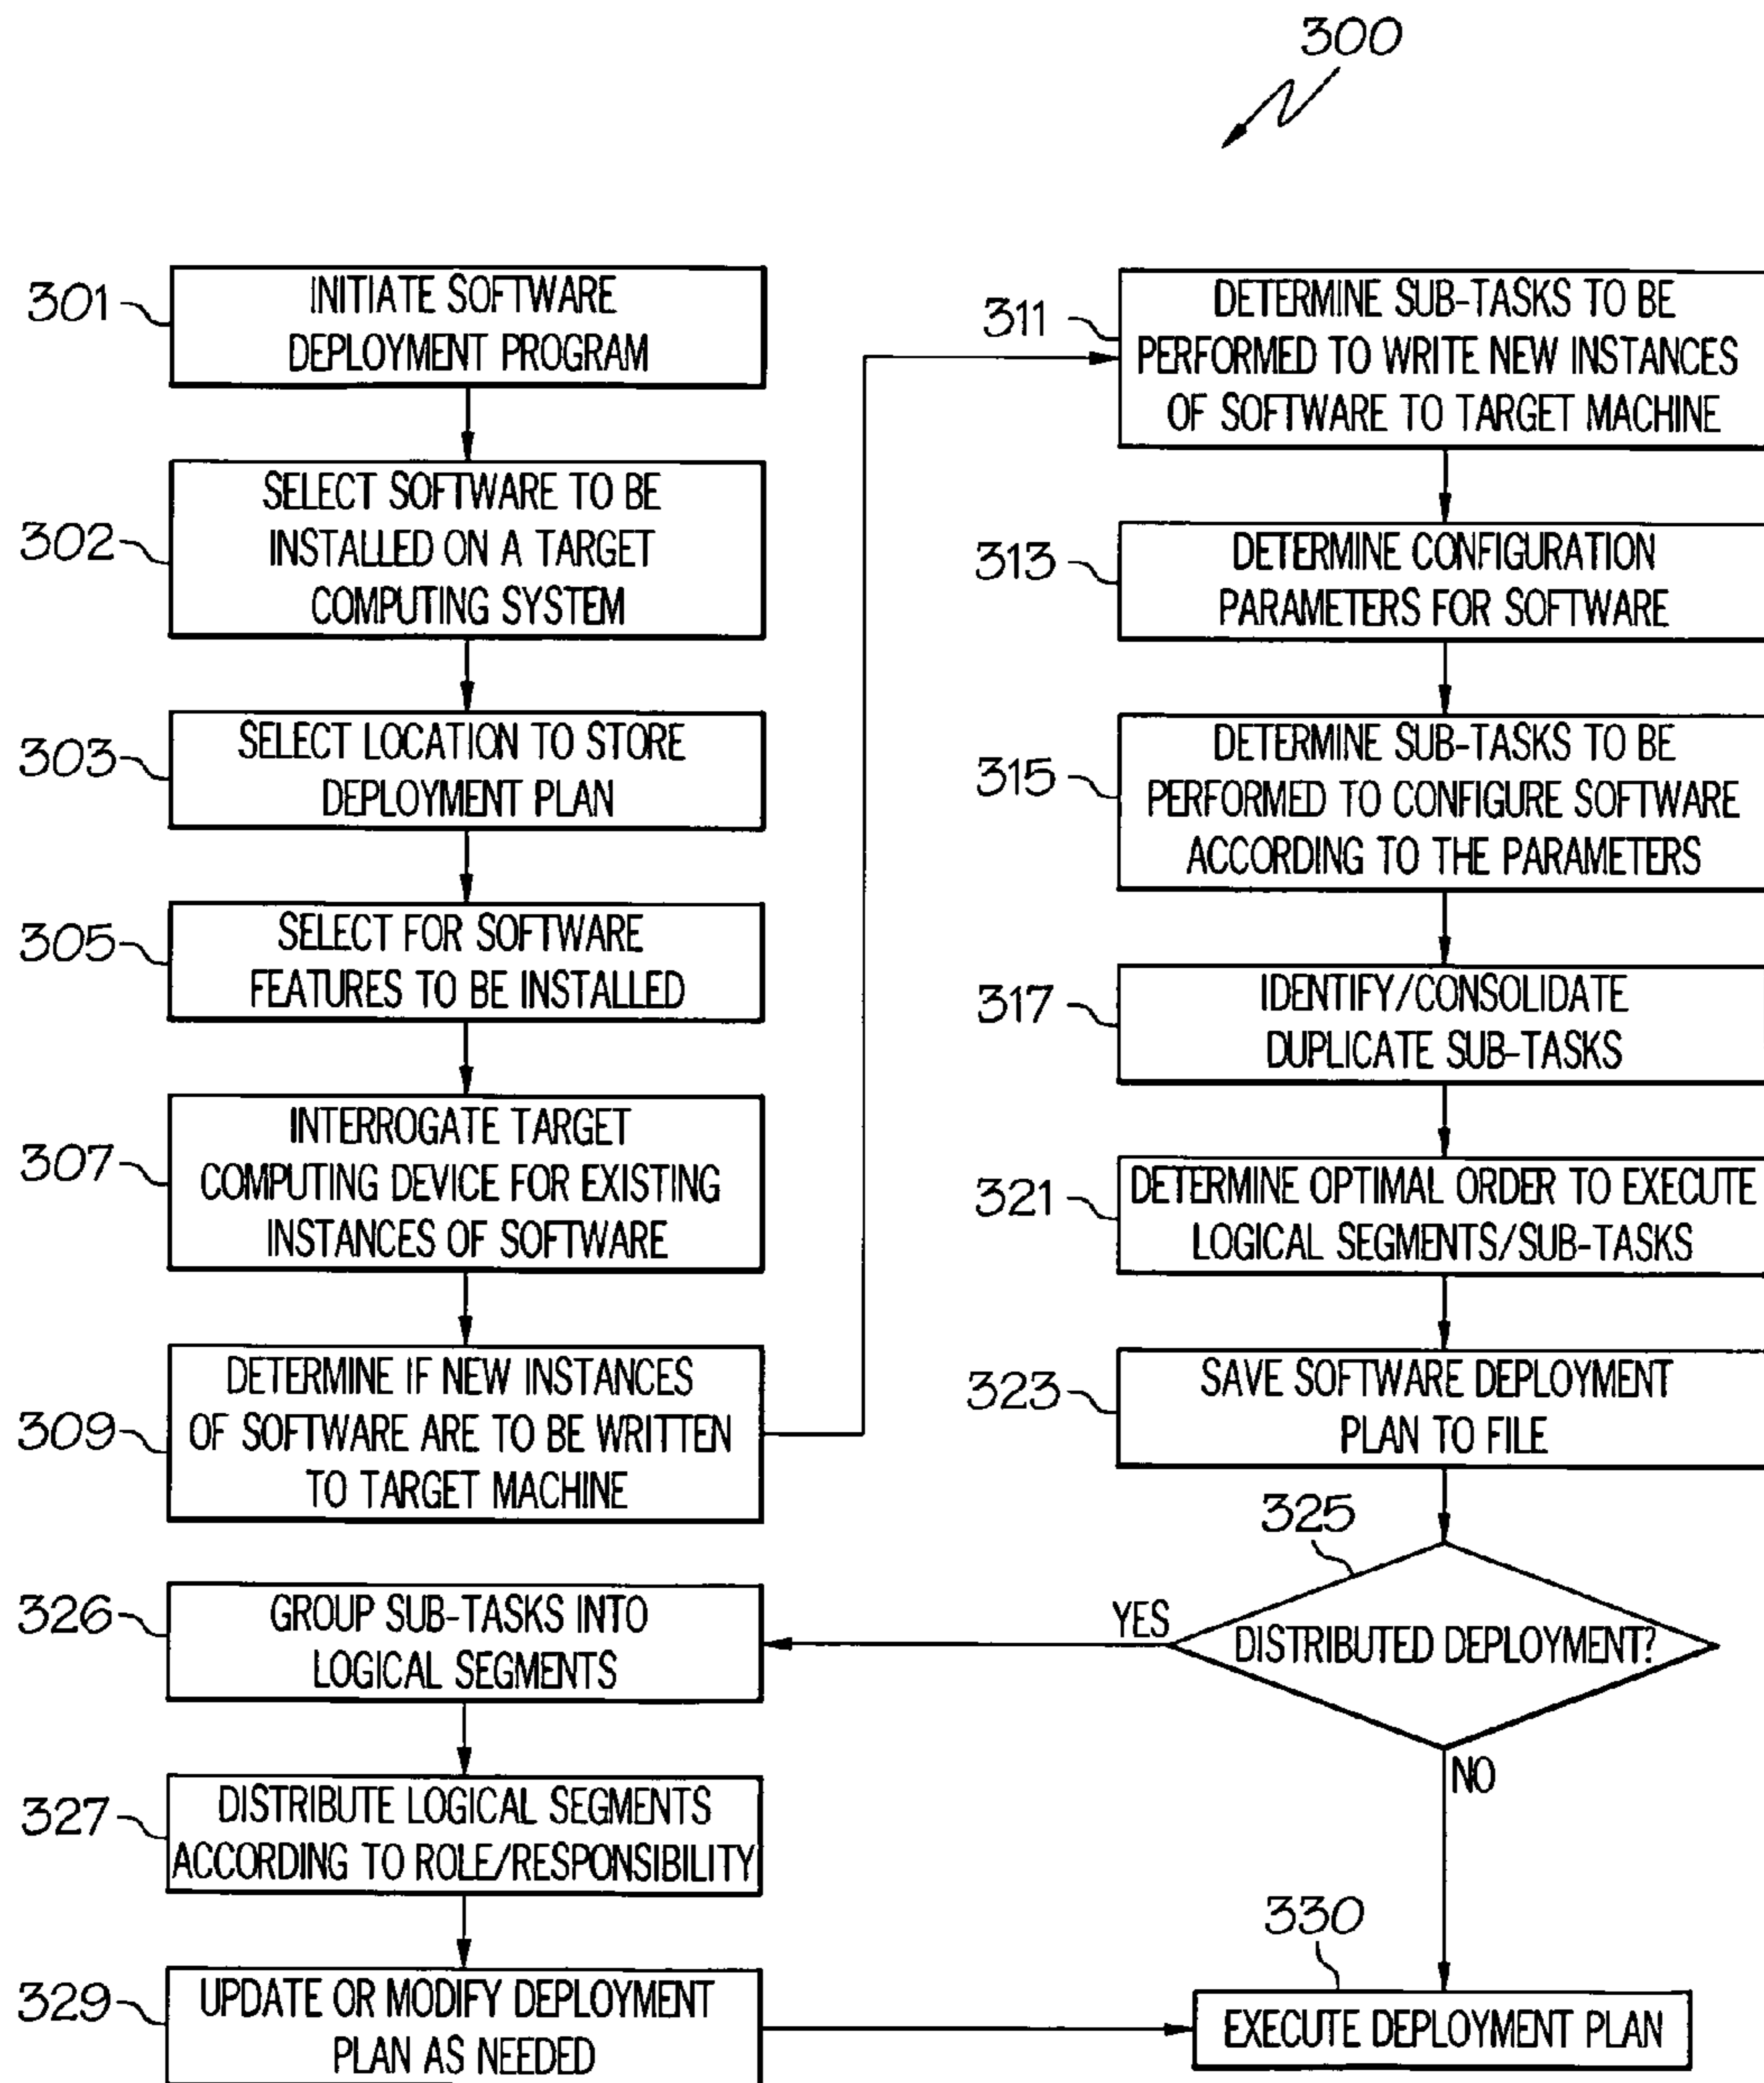 300
301
INITIATE SOFTWARE
DEPLOYMENT PROGRAM
302
SELECT SOFTWARE TO BE
INSTALLED ON A TARGET
COMPUTING SYSTEM
303
SELECT LOCATION TO STORE
DEPLOYMENT PLAN
305
SELECT FOR SOFTWARE
FEATURES TO BE INSTALLED
307
INTERROGATE TARGET
COMPUTING DEVICE FOR EXISTING
INSTANCES OF SOFTWARE
309
DETERMINE IF NEW INSTANCES
OF SOFTWARE ARE TO BE WRITTEN
TO TARGET MACHINE
311
DETERMINE SUB-TASKS TO BE
PERFORMED TO WRITE NEW INSTANCES
OF SOFTWARE TO TARGET MACHINE
313
DETERMINE CONFIGURATION
PARAMETERS FOR SOFTWARE
315
DETERMINE SUB-TASKS TO BE
PERFORMED TO CONFIGURE SOFTWARE
ACCORDING TO THE PARAMETERS
317
IDENTIFY/CONSOLIDATE
DUPLICATE SUB-TASKS
321
DETERMINE OPTIMAL ORDER TO EXECUTE
LOGICAL SEGMENTS/SUB-TASKS
323
SAVE SOFTWARE DEPLOYMENT
PLAN TO FILE
325
DISTRIBUTED DEPLOYMENT?
YES
NO
326
GROUP SUB-TASKS INTO
LOGICAL SEGMENTS
327
DISTRIBUTE LOGICAL SEGMENTS
ACCORDING TO ROLE/RESPONSIBILITY
329
UPDATE OR MODIFY DEPLOYMENT
PLAN AS NEEDED
330
EXECUTE DEPLOYMENT PLAN